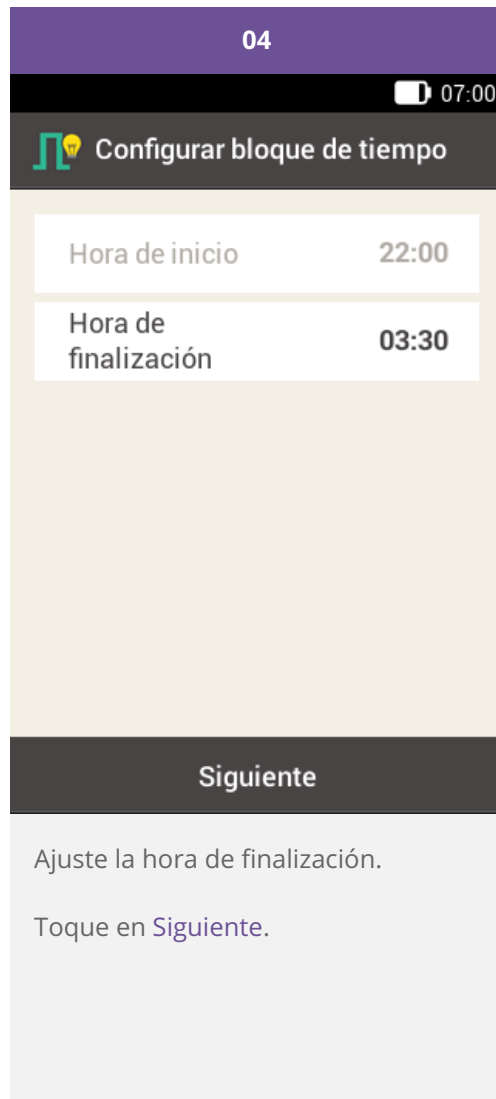 04
07:00
Configurar bloque de tiempo
Hora de inicio 22:00
Hora de
finalización 03:30
Siguiente
Ajuste la hora de finalización.
Toque en Siguiente.